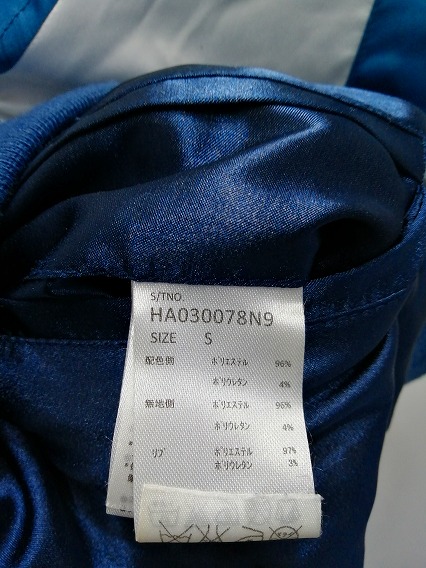 S/TNO.
HA030078N9
SIZE S
配色側 ポリエステル 96%
ポリウレタン 4%
無地側 ポリエステル 96%
ポリウレタン 4%
リブ ポリエステル 97%
ポリウレタン 3%